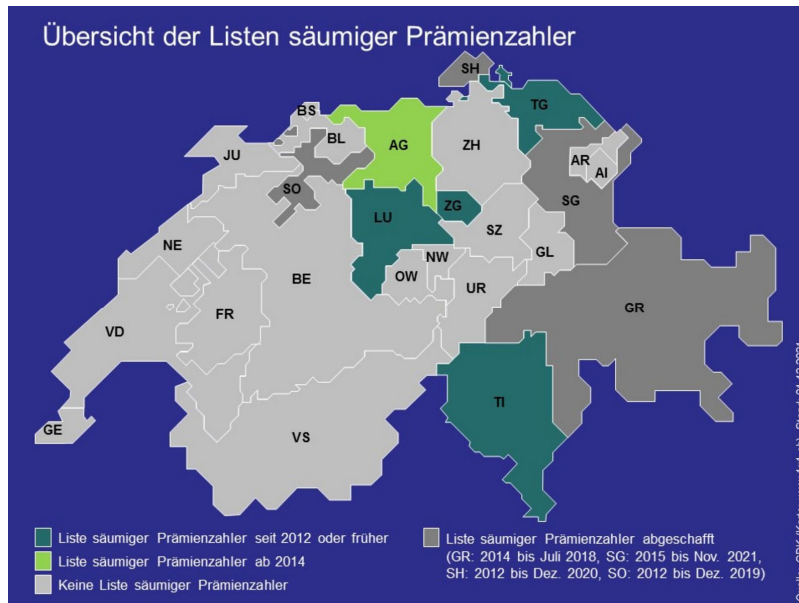 Übersicht der Listen säumiger Prämienzahler
SH
TG
BS
BL
AG
ZH
JU
AR
AI
SO
SG
ZG
LU
SZ
NE
NW
GL
OW
BE
UR
FR
GR
VD
TI
GE
VS
Liste säumiger Prämienzahler seit 2012 oder früher
Liste säumiger Prämienzahler ab 2014
Keine Liste säumiger Prämienzahler
Liste säumiger Prämienzahler abgeschafft
(GR: 2014 bis Juli 2018, SG: 2015 bis Nov. 2021,
SH: 2012 bis Dez. 2020, SO: 2012 bis Dez. 2019)